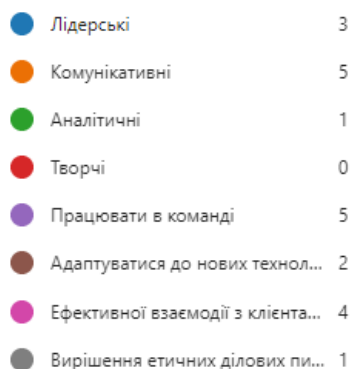 Лідерські 3
Комунікативні 5
Аналітичні 1
Творчі 0
Працювати в команді 5
Адаптуватися до нових технол... 2
Ефективної взаємодії з клієнта... 4
Вирішення етичних ділових пи... 1